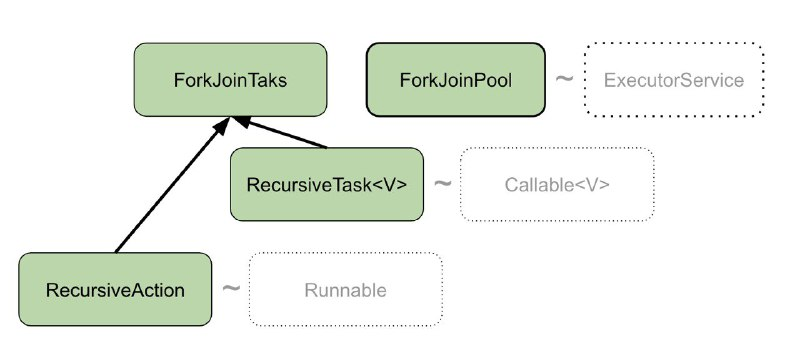 ForkJoinTaks
ForkJoinPool
~
ExecutorService
RecursiveTask<V>
~
Callable<V>
RecursiveAction
~
Runnable